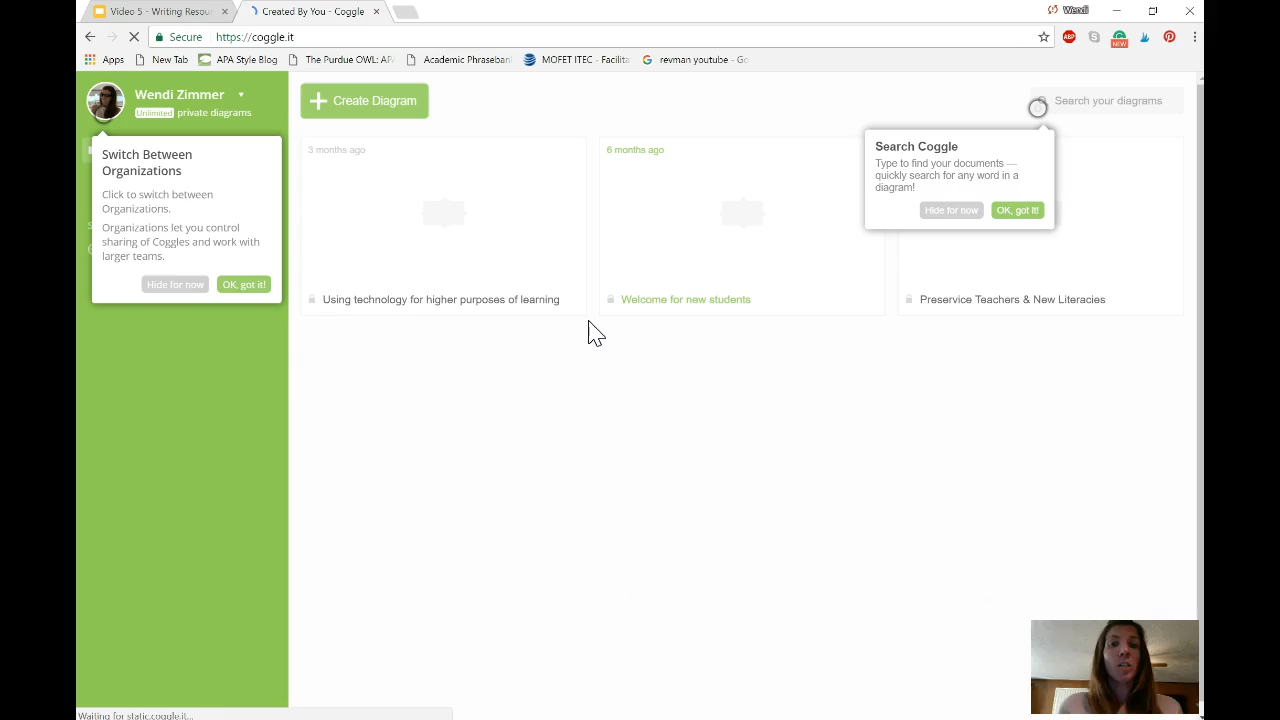 Video 5 - Writing Resour
Created By You - Coggle
Wendi
Secure
https://coggle.it
ABP
NEW
Apps
New Tab
APA Style Blog
The Purdue OWL: APA
Academic Phraseban
MOFET ITEC - Facilita
revman youtube - Go
Wendi Zimmer
Unlimited private diagrams
Create Diagram
Search your diagrams
Switch Between
Organizations
Click to switch between
Organizations.
Organizations let you control
sharing of Coggles and work with
larger teams.
Hide for now
OK, got it!
3 months ago
6 months ago
Search Coggle
Type to find your documents —
quickly search for any word in a
diagram!
Hide for now
OK, got it!
Using technology for higher purposes of learning
Welcome for new students
Preservice Teachers & New Literacies
Waiting for static.coggle.it...